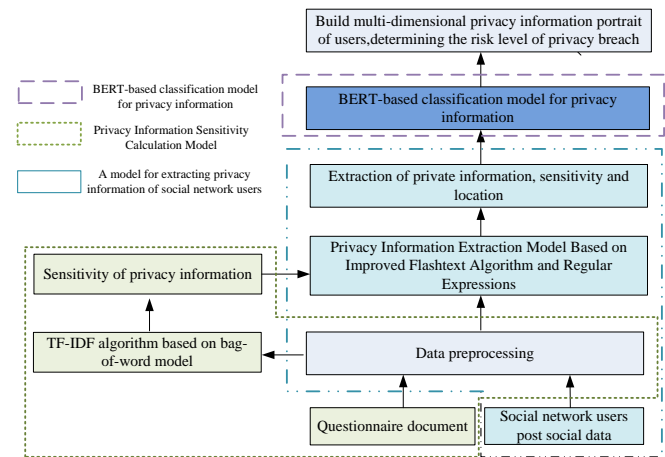 Build multi-dimensional privacy information portrait
of users,determining the risk level of privacy breach
BERT-based classification model
for privacy information
BERT-based classification model for privacy
information
Privacy Information Sensitivity
Calculation Model
A model for extracting privacy
information of social network users
Extraction of private information, sensitivity and
location
Sensitivity of privacy information
Privacy Information Extraction Model Based on
Improved Flashtext Algorithm and Regular
Expressions
TF-IDF algorithm based on bag-
of-word model
Data preprocessing
Questionnaire document
Social network users
post social data